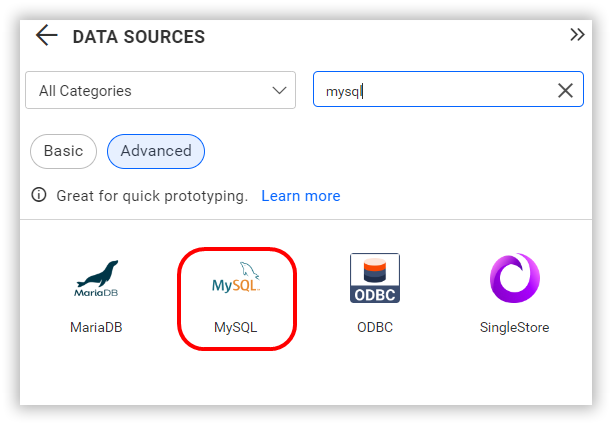 DATA SOURCES
All Categories
mysql
Basic
Advanced
Great for quick prototyping. Learn more
MariaDB
MySQL
ODBC
MariaDB
MySQL
ODBC
SingleStore